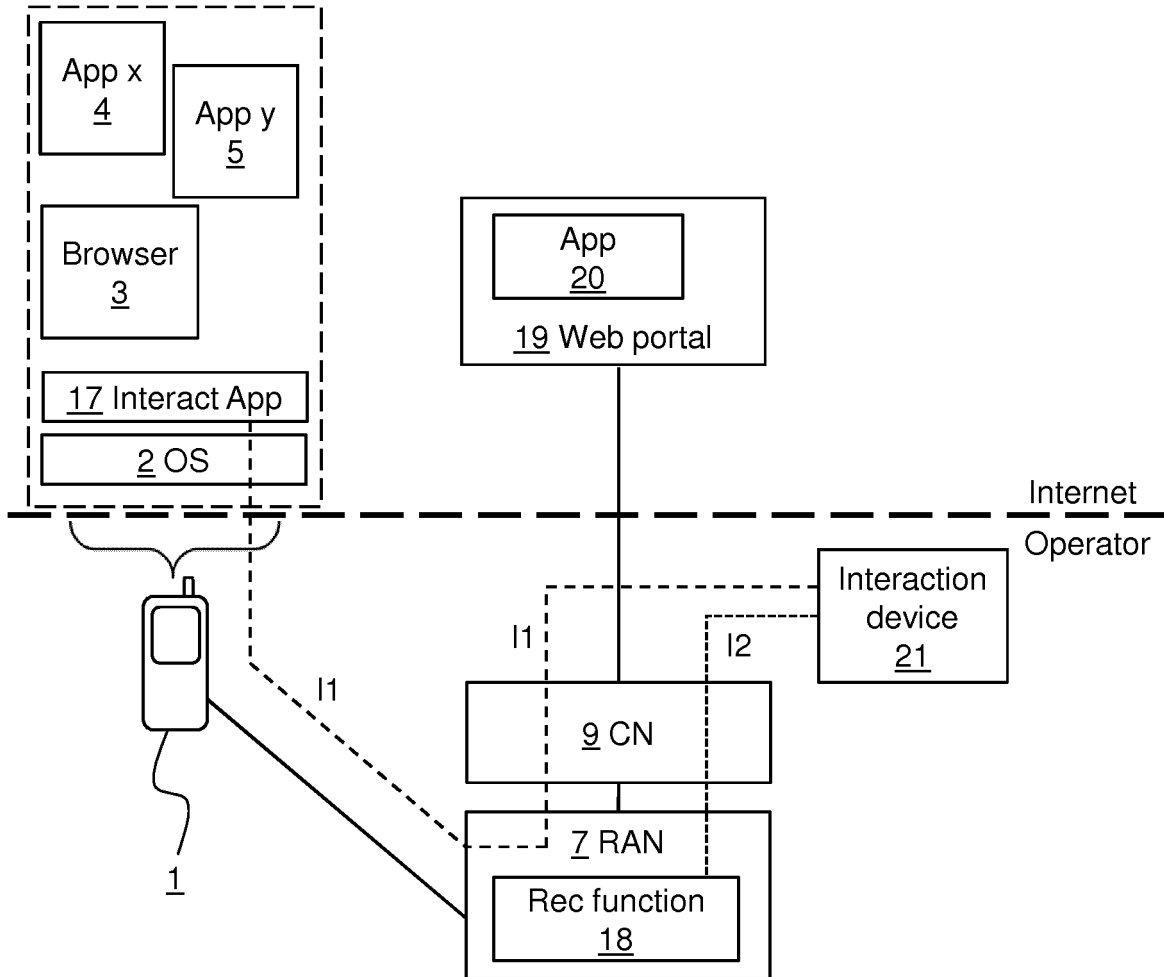 App x
4
App y
5
Browser
3
17 Interact App
2 OS
App
20
19 Web portal
Internet
Operator
Interaction
device
21
I1
I1
I2
9 CN
7 RAN
Rec function
18
1